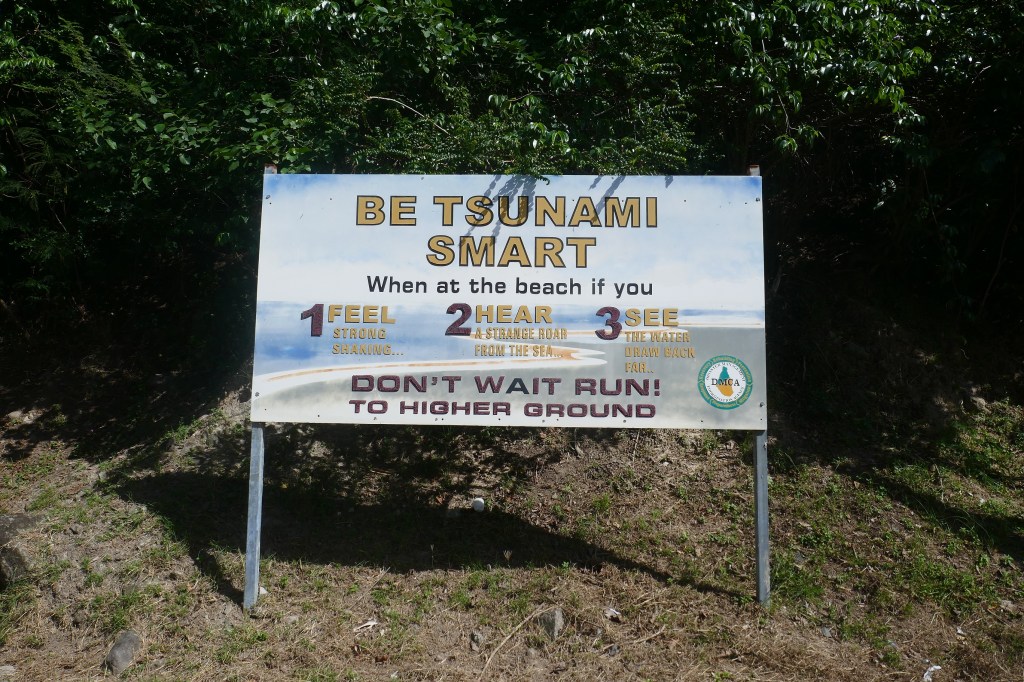 BE TSUNAMI
SMART
When at the beach if you
1 FEEL
STRONG
SHAKING...
2 HEAR
A STRANGE ROAR
FROM THE SEA...
3 SEE
THE WATER
DRAW BACK
FAR..
DON'T WAIT RUN!
TO HIGHER GROUND
DMCA